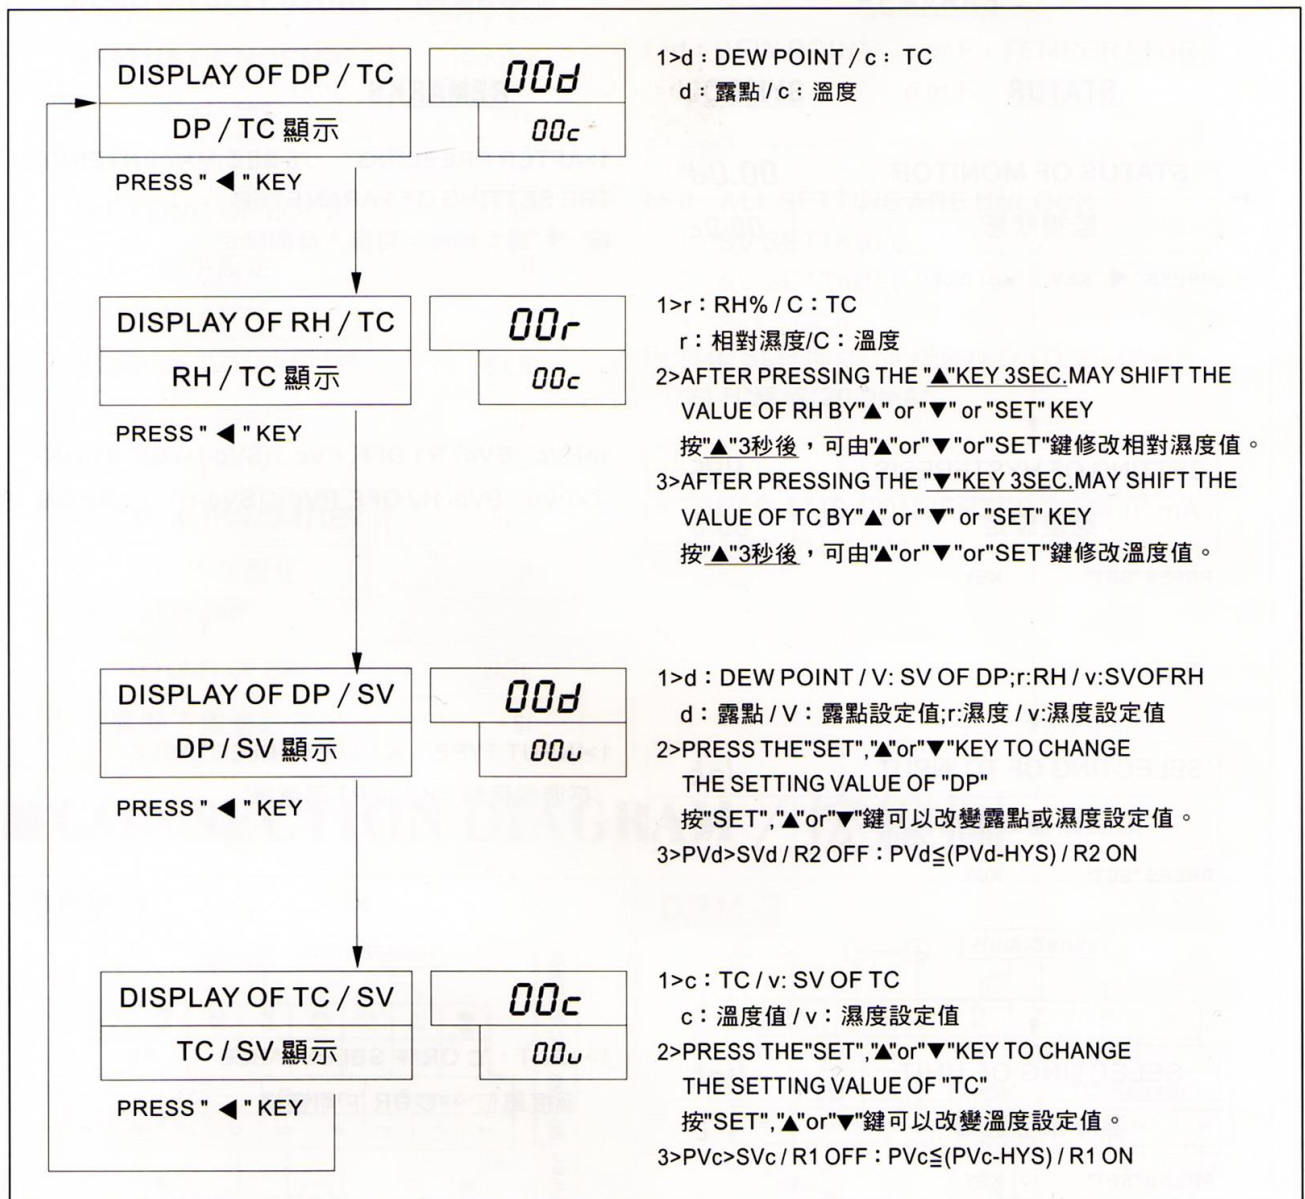 DISPLAY OF DP / TC
DP / TC 顯示
00d
00c
1>d：DEW POINT / c：TC
d：露點 / c：溫度
PRESS "◀" KEY
DISPLAY OF RH / TC
RH / TC 顯示
00r
00c
1>r：RH% / C：TC
r：相對濕度/C：溫度
2>AFTER PRESSING THE "▲"KEY 3SEC.MAY SHIFT THE
VALUE OF RH BY"▲" or "▼" or "SET" KEY
按"▲"3秒後，可由"▲"or"▼"or"SET"鍵修改相對濕度值。
3>AFTER PRESSING THE "▼"KEY 3SEC.MAY SHIFT THE
VALUE OF TC BY"▲" or "▼" or "SET" KEY
按"▲"3秒後，可由"▲"or"▼"or"SET"鍵修改溫度值。
PRESS "◀" KEY
DISPLAY OF DP / SV
DP / SV 顯示
00d
00u
1>d：DEW POINT / V: SV OF DP;r:RH / v:SVOFRH
d：露點 / V：露點設定值;r:濕度 / v:濕度設定值
2>PRESS THE"SET","▲"or"▼"KEY TO CHANGE
THE SETTING VALUE OF "DP"
按"SET","▲"or"▼"鍵可以改變露點或濕度設定值。
3>PVd>SVd / R2 OFF：PVd≦(PVd-HYS) / R2 ON
PRESS "◀" KEY
DISPLAY OF TC / SV
TC / SV 顯示
00c
00u
1>c：TC / v: SV OF TC
c：溫度值 / v：濕度設定值
2>PRESS THE"SET","▲"or"▼"KEY TO CHANGE
THE SETTING VALUE OF "TC"
按"SET","▲"or"▼"鍵可以改變溫度設定值。
3>PVc>SVc / R1 OFF：PVc≦(PVc-HYS) / R1 ON
PRESS "◀" KEY